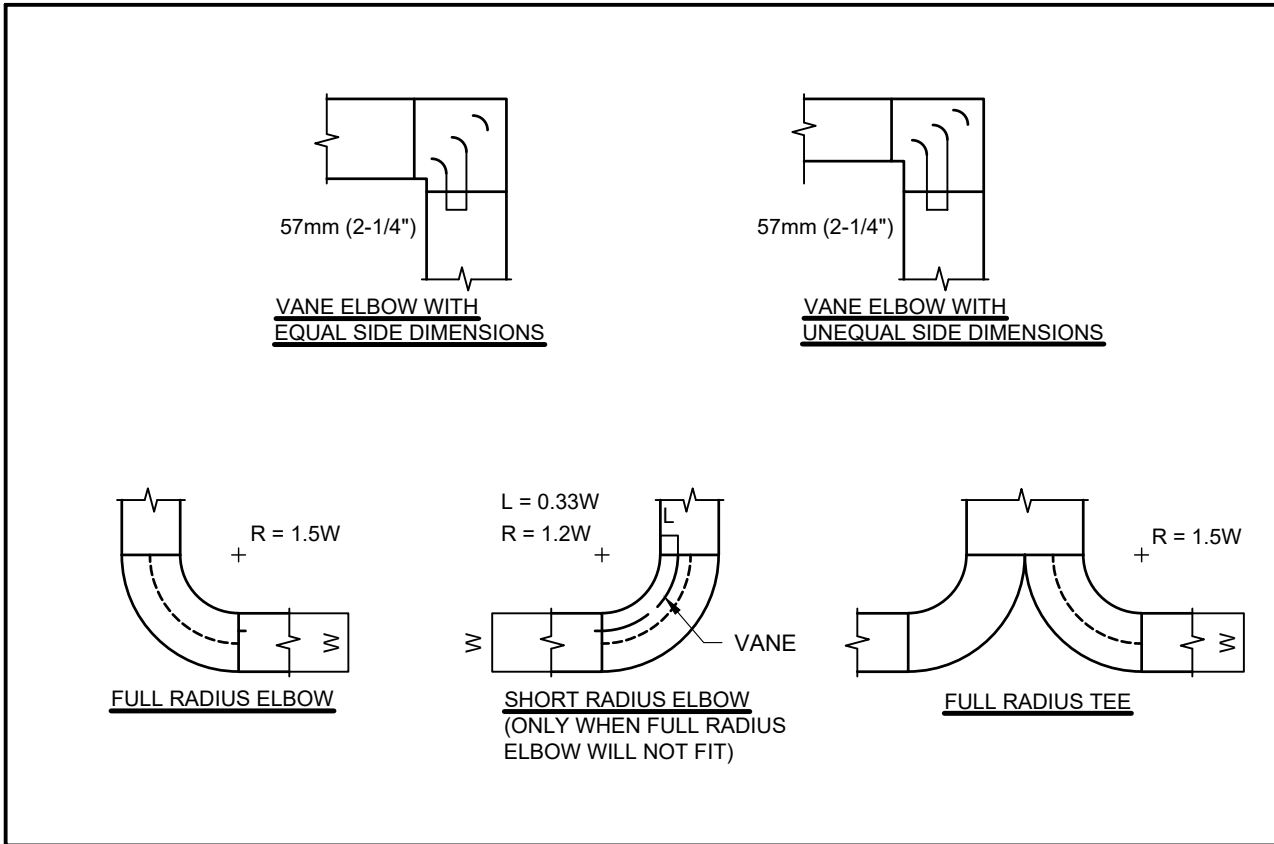 57mm (2-1/4")
VANE ELBOW WITH
EQUAL SIDE DIMENSIONS
57mm (2-1/4")
VANE ELBOW WITH
UNEQUAL SIDE DIMENSIONS
R = 1.5W
W
FULL RADIUS ELBOW
L = 0.33W
R = 1.2W
L
W
VANE
SHORT RADIUS ELBOW
(ONLY WHEN FULL RADIUS
ELBOW WILL NOT FIT)
R = 1.5W
W
FULL RADIUS TEE